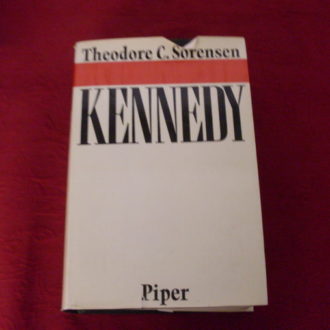 Theodore C. Sorensen
KENNEDY
Piper